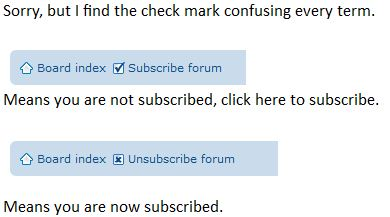 Sorry, but I find the check mark confusing every term.
Board index Subscribe forum
Means you are not subscribed, click here to subscribe.
Board index Unsubscribe forum
Means you are now subscribed.